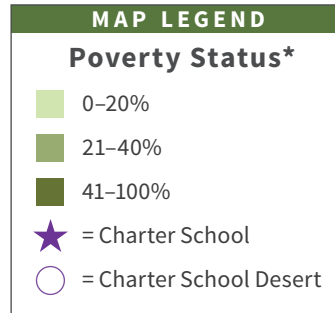 MAP LEGEND
Poverty Status*
0–20%
21–40%
41–100%
= Charter School
= Charter School Desert